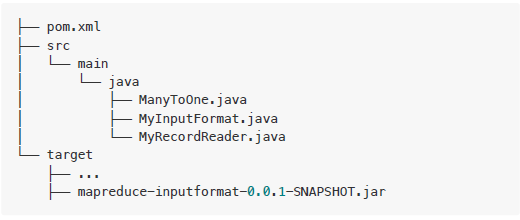 ├── pom.xml
├── src
│   └── main
│       └── java
│           ├── ManyToOne.java
│           ├── MyInputFormat.java
│           └── MyRecordReader.java
└── target
    ├── ...
    ├── mapreduce-inputformat-0.0.1-SNAPSHOT.jar